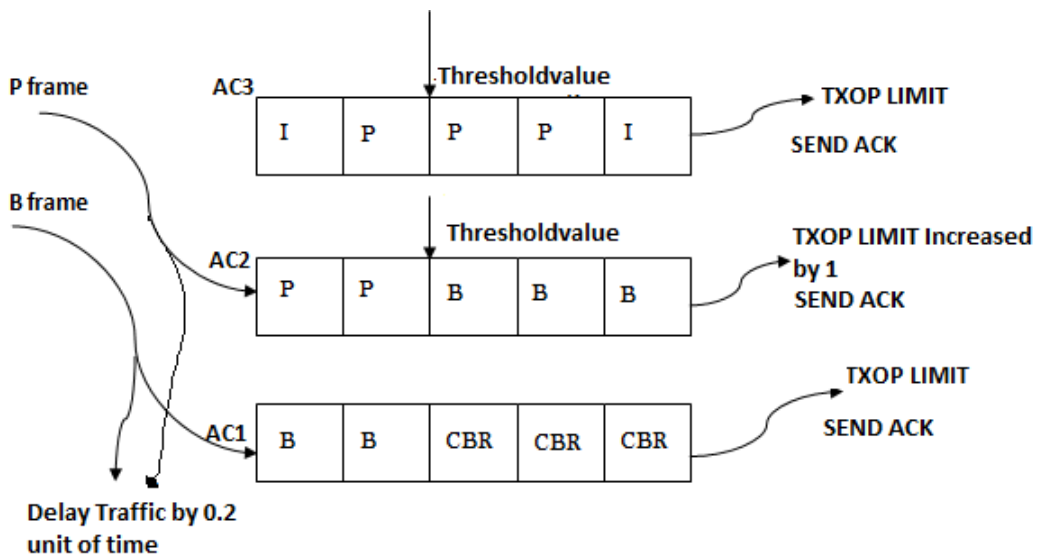 P frame
AC3
Thresholdvalue
I P P P I
TXOP LIMIT
SEND ACK
B frame
AC2
Thresholdvalue
P P B B B
TXOP LIMIT Increased
by 1
SEND ACK
AC1
B B CBR CBR CBR
TXOP LIMIT
SEND ACK
Delay Traffic by 0.2
unit of time